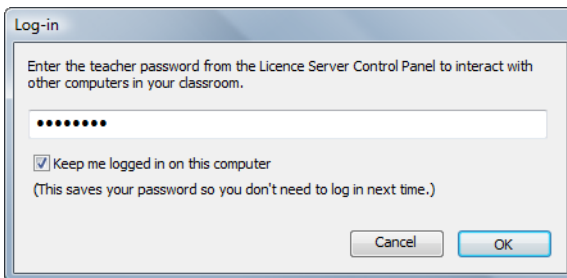 Log-in
Enter the teacher password from the Licence Server Control Panel to interact with
other computers in your classroom.
••••••••
Keep me logged in on this computer
(This saves your password so you don't need to log in next time.)
Cancel OK